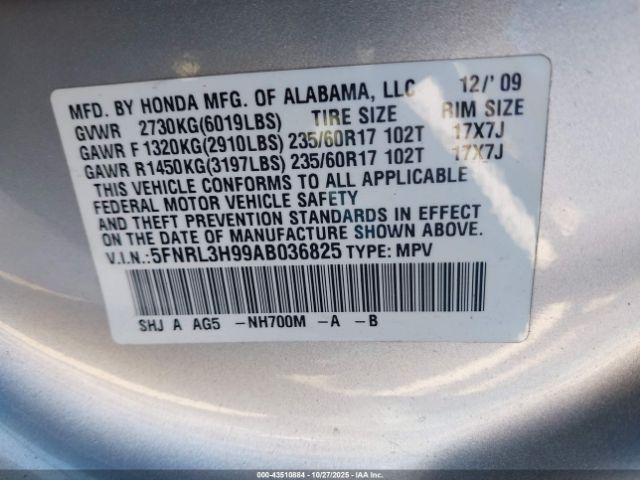 MFD. BY HONDA MFG. OF ALABAMA, LLC 12/'09
GVWR 2730KG(6019LBS) TIRE SIZE RIM SIZE
GAWR F1320KG(2910LBS) 235/60R17 102T 17X7J
GAWR R1450KG(3197LBS) 235/60R17 102T 17X7J
THIS VEHICLE CONFORMS TO ALL APPLICABLE
FEDERAL MOTOR VEHICLE SAFETY
AND THEFT PREVENTION STANDARDS IN EFFECT
ON THE DATE OF MANUFACTURE SHOWN ABOVE.
V.I.N.:5FNRL3H99AB036825 TYPE: MPV
SHJ A AG5 -NH700M -A -B
000-43510884 | 10/27/2025 | IAA, Inc.